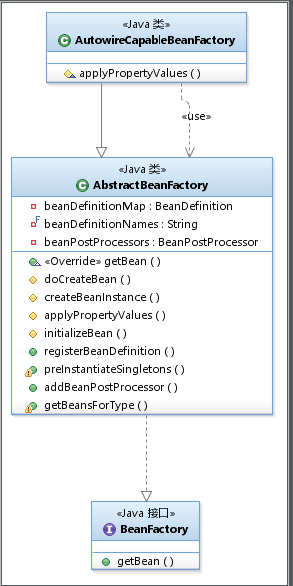 «Java 类»
AutowireCapableBeanFactory
applyPropertyValues ( )
«use»
«Java 类»
AbstractBeanFactory
beanDefinitionMap : BeanDefinition
beanDefinitionNames : String
beanPostProcessors : BeanPostProcessor
«Override» getBean ( )
doCreateBean ( )
createBeanInstance ( )
applyPropertyValues ( )
initializeBean ( )
registerBeanDefinition ( )
preInstantiateSingletons ( )
addBeanPostProcessor ( )
getBeansForType ( )
«Java 接口»
BeanFactory
getBean ( )